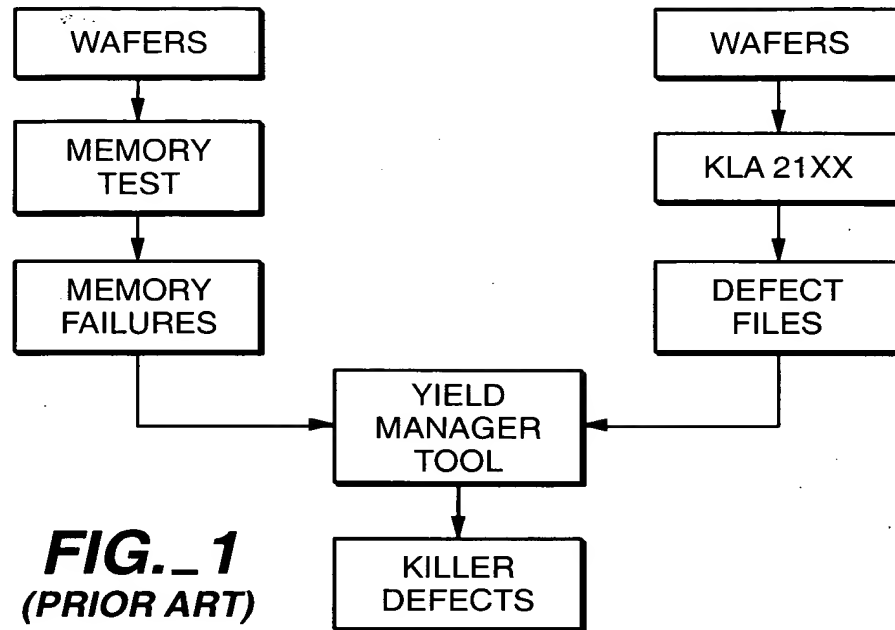 WAFERS
MEMORY
TEST
MEMORY
FAILURES
WAFERS
KLA 21XX
DEFECT
FILES
YIELD
MANAGER
TOOL
KILLER
DEFECTS
FIG._1
(PRIOR ART)